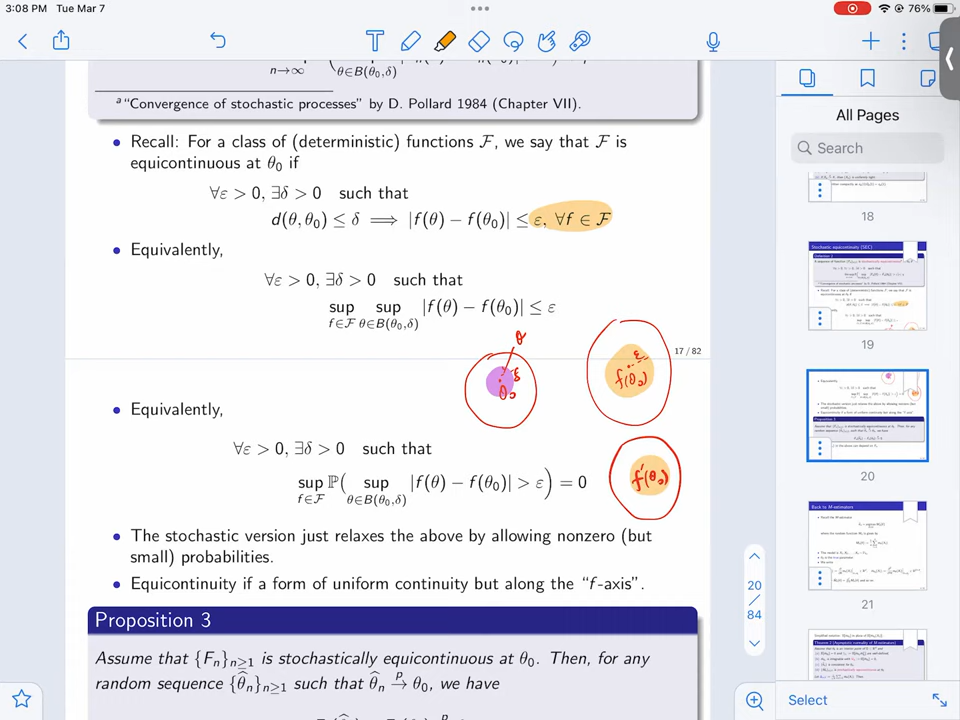 3:08 PM Tue Mar 7
76%
n→∞ θ∈B(θ₀,δ)
ᵃ“Convergence of stochastic processes” by D. Pollard 1984 (Chapter VII).
• Recall: For a class of (deterministic) functions ℱ, we say that ℱ is
equicontinuous at θ₀ if
∀ε > 0, ∃δ > 0 such that
d(θ, θ₀) ≤ δ ⟹ |f(θ) − f(θ₀)| ≤ ε, ∀f ∈ ℱ
• Equivalently,
∀ε > 0, ∃δ > 0 such that
sup sup |f(θ) − f(θ₀)| ≤ ε
f∈ℱ θ∈B(θ₀,δ)
θ
17 / 82
δ
θ₀
ε
f(θ₀)
• Equivalently,
∀ε > 0, ∃δ > 0 such that
sup ℙ( sup |f(θ) − f(θ₀)| > ε) = 0
f∈ℱ θ∈B(θ₀,δ)
f'(θ₀)
• The stochastic version just relaxes the above by allowing nonzero (but
small) probabilities.
• Equicontinuity if a form of uniform continuity but along the “f-axis”.
Proposition 3
Assume that {Fₙ}ₙ≥₁ is stochastically equicontinuous at θ₀. Then, for any
random sequence {θ̂ₙ}ₙ≥₁ such that θ̂ₙ →ᵖ θ₀, we have
All Pages
Search
18
19
20
21
20
/
84
Select